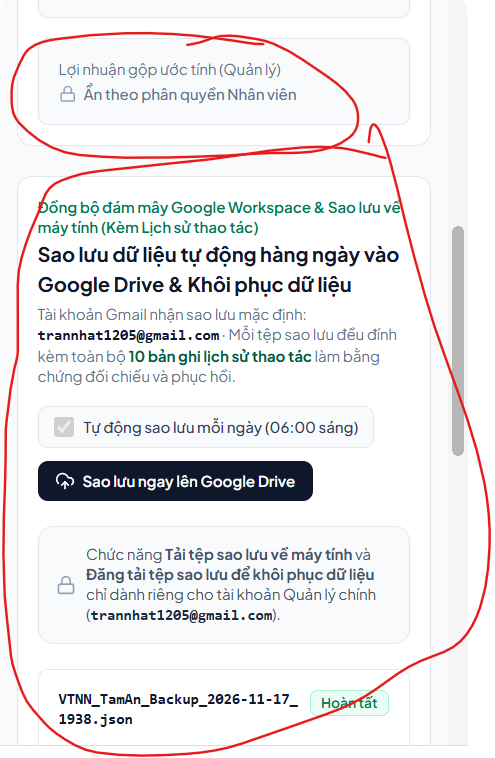 Lợi nhuận gộp ước tính (Quản lý)
Ẩn theo phân quyền Nhân viên
Đồng bộ đám mây Google Workspace & Sao lưu về
máy tính (Kèm Lịch sử thao tác)
Sao lưu dữ liệu tự động hàng ngày vào
Google Drive & Khôi phục dữ liệu
Tài khoản Gmail nhận sao lưu mặc định:
trannhat1205@gmail.com · Mỗi tệp sao lưu đều đính
kèm toàn bộ 10 bản ghi lịch sử thao tác làm bằng
chứng đối chiếu và phục hồi.
Tự động sao lưu mỗi ngày (06:00 sáng)
Sao lưu ngay lên Google Drive
Chức năng Tải tệp sao lưu về máy tính và
Đăng tải tệp sao lưu để khôi phục dữ liệu
chỉ dành riêng cho tài khoản Quản lý chính
(trannhat1205@gmail.com).
VTNN_TamAn_Backup_2026-11-17_
1938.json
Hoàn tất